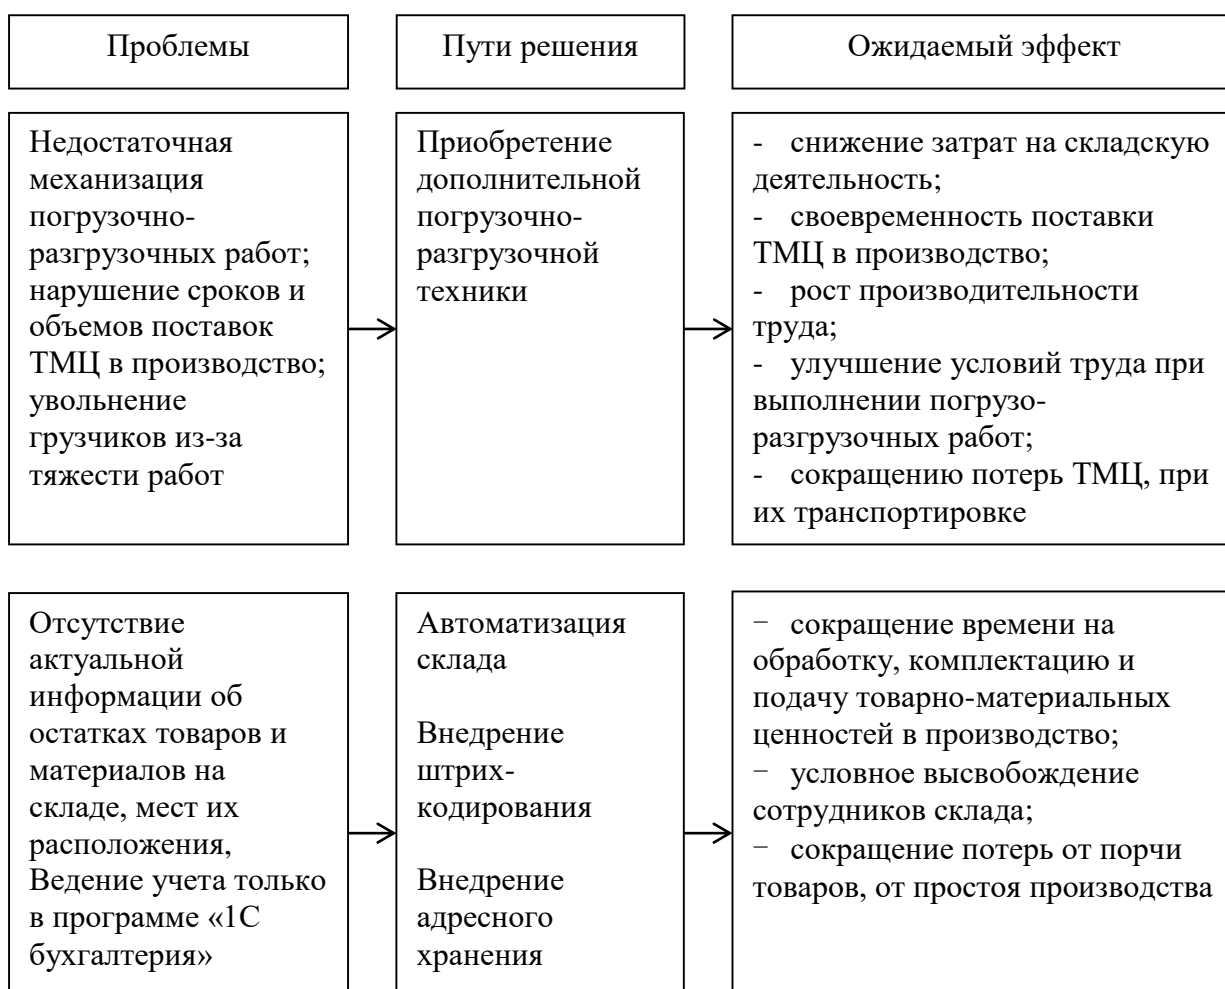 Проблемы
Пути решения
Ожидаемый эффект
Недостаточная
механизация
погрузочно-
разгрузочных работ;
нарушение сроков и
объемов поставок
ТМЦ в производство;
увольнение
грузчиков из-за
тяжести работ
Приобретение
дополнительной
погрузочно-
разгрузочной
техники
- снижение затрат на складскую
деятельность;
- своевременность поставки
ТМЦ в производство;
- рост производительности
труда;
- улучшение условий труда при
выполнении погрузо-
разгрузочных работ;
- сокращению потерь ТМЦ, при
их транспортировке
Отсутствие
актуальной
информации об
остатках товаров и
материалов на
складе, мест их
расположения,
Ведение учета только
в программе «1С
бухгалтерия»
Автоматизация
склада
Внедрение
штрих-
кодирования
Внедрение
адресного
хранения
− сокращение времени на
обработку, комплектацию и
подачу товарно-материальных
ценностей в производство;
− условное высвобождение
сотрудников склада;
− сокращение потерь от порчи
товаров, от простоя производства